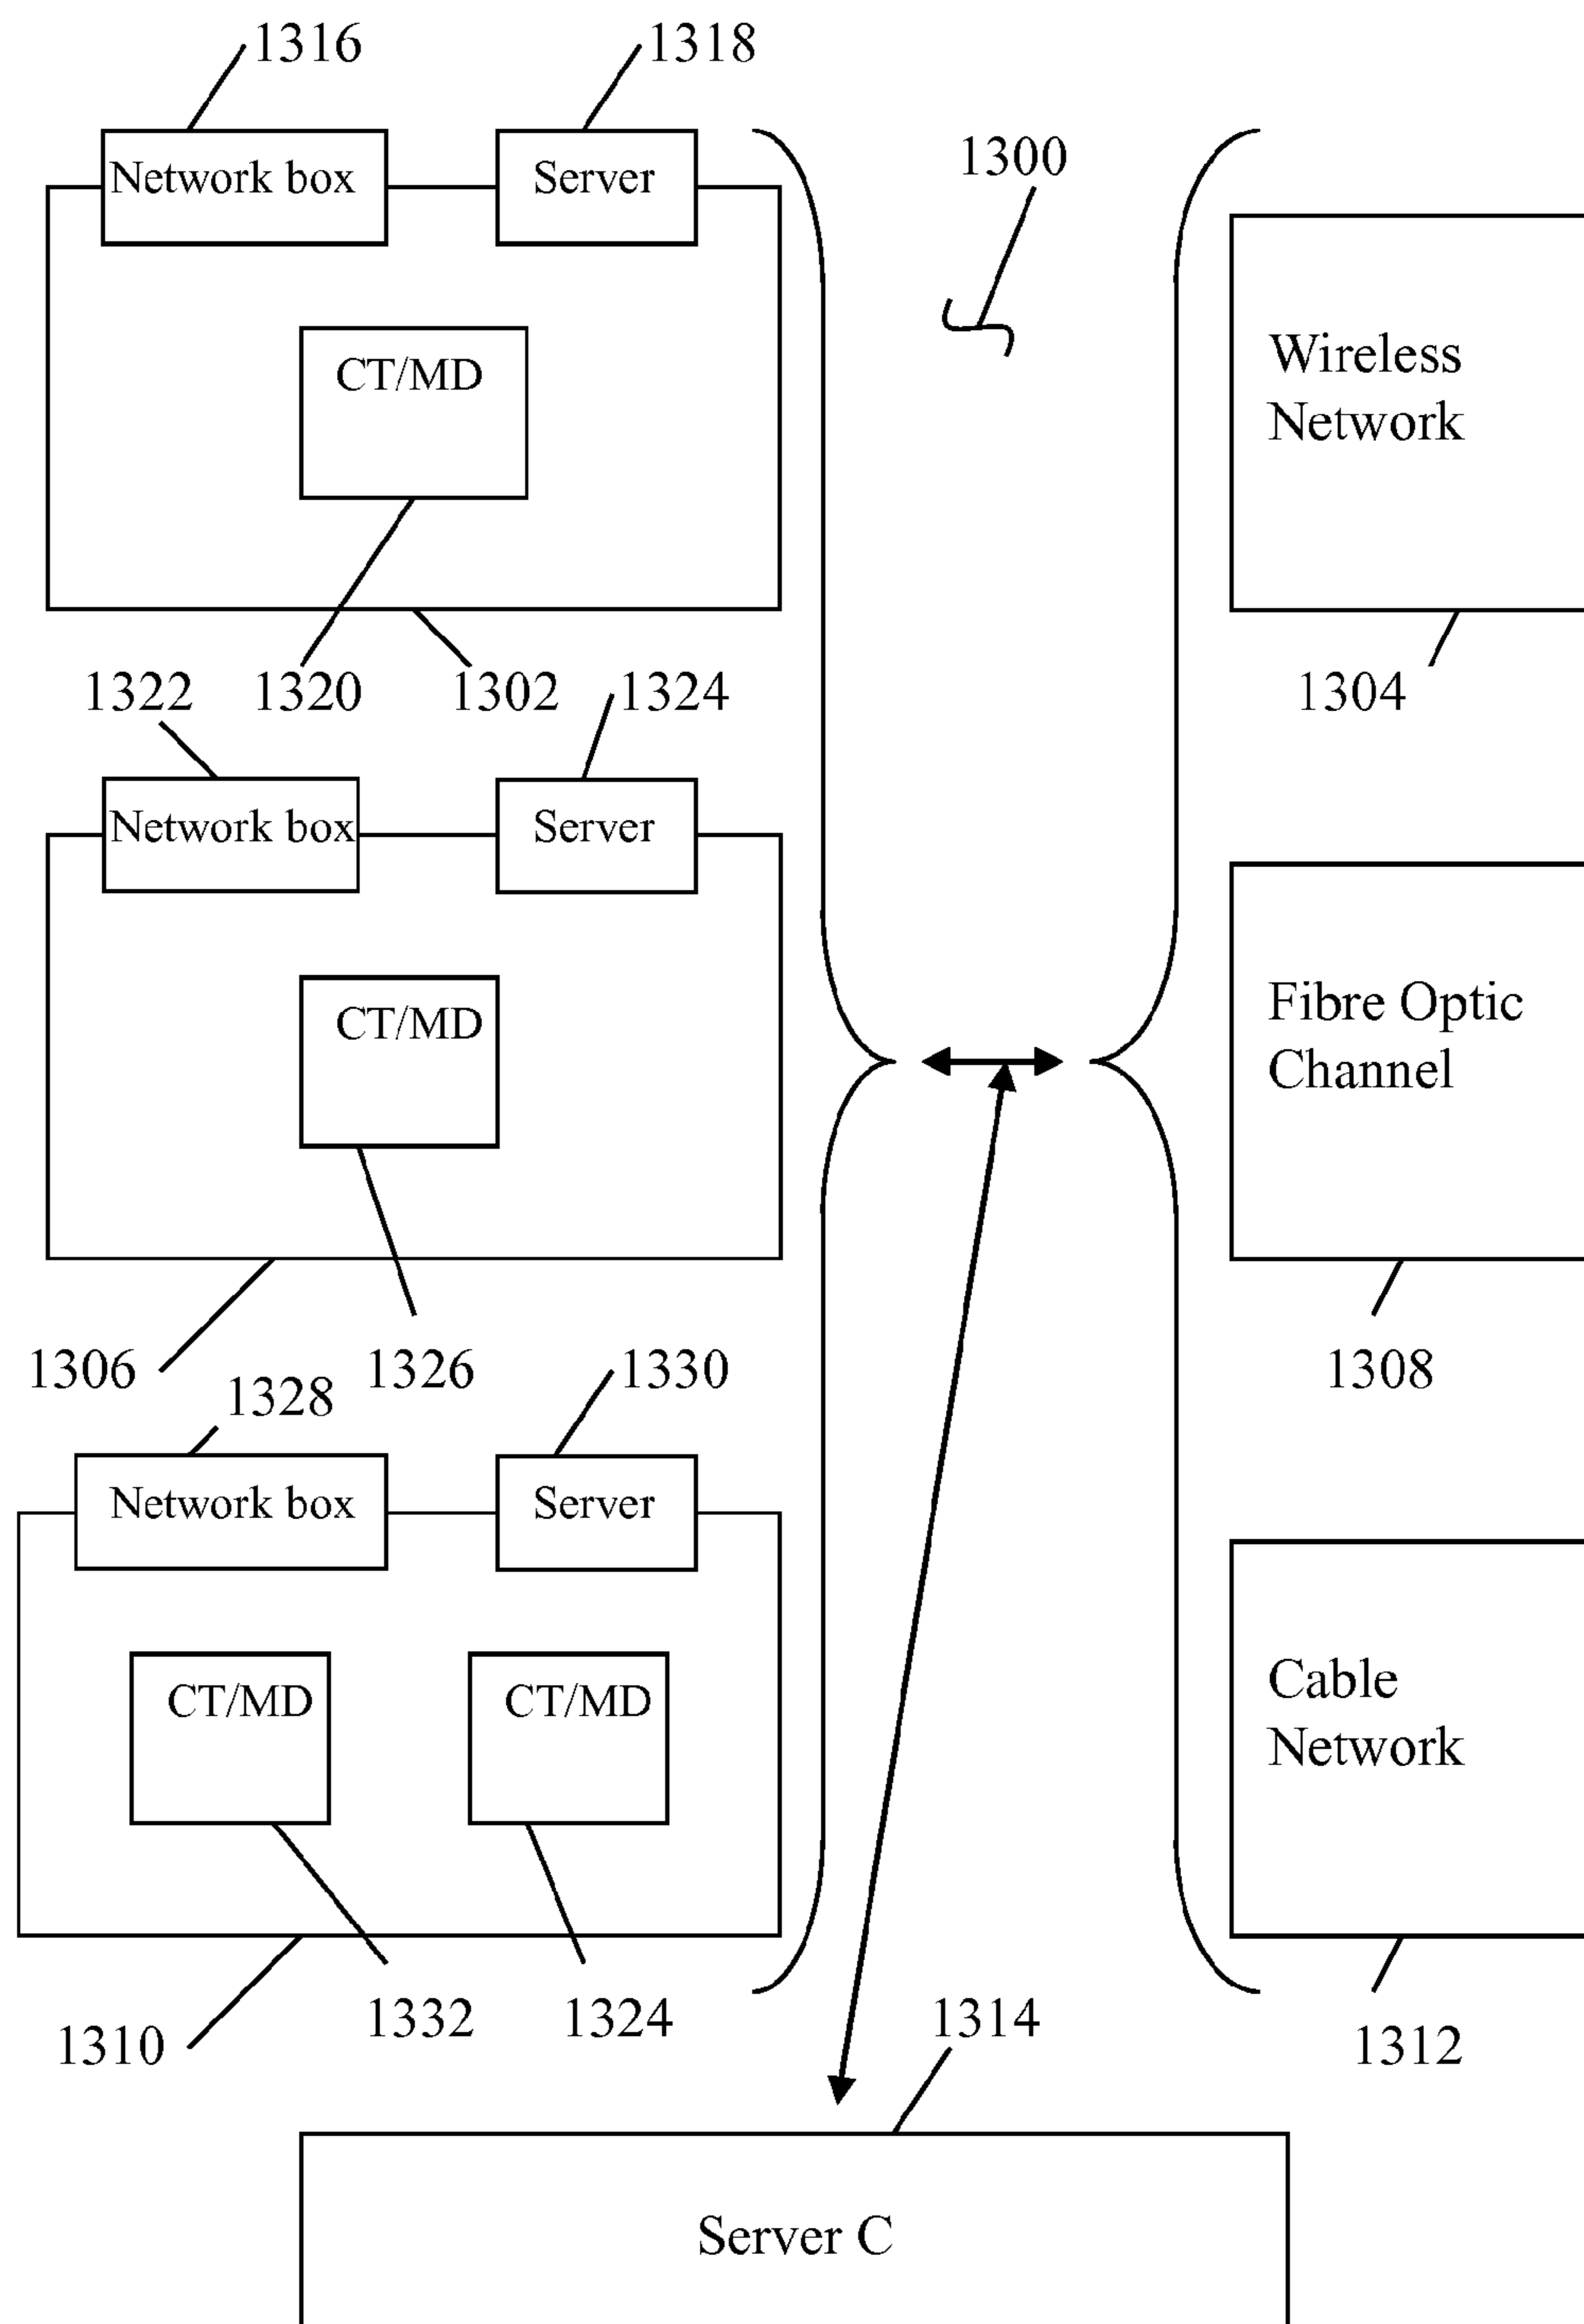 1316
1318
1300
Network box
Server
CT/MD
Wireless
Network
1322
1320
1302
1324
1304
Network box
Server
CT/MD
Fibre Optic
Channel
1306
1326
1330
1308
1328
Network box
Server
CT/MD
CT/MD
Cable
Network
1310
1332
1324
1314
1312
Server C